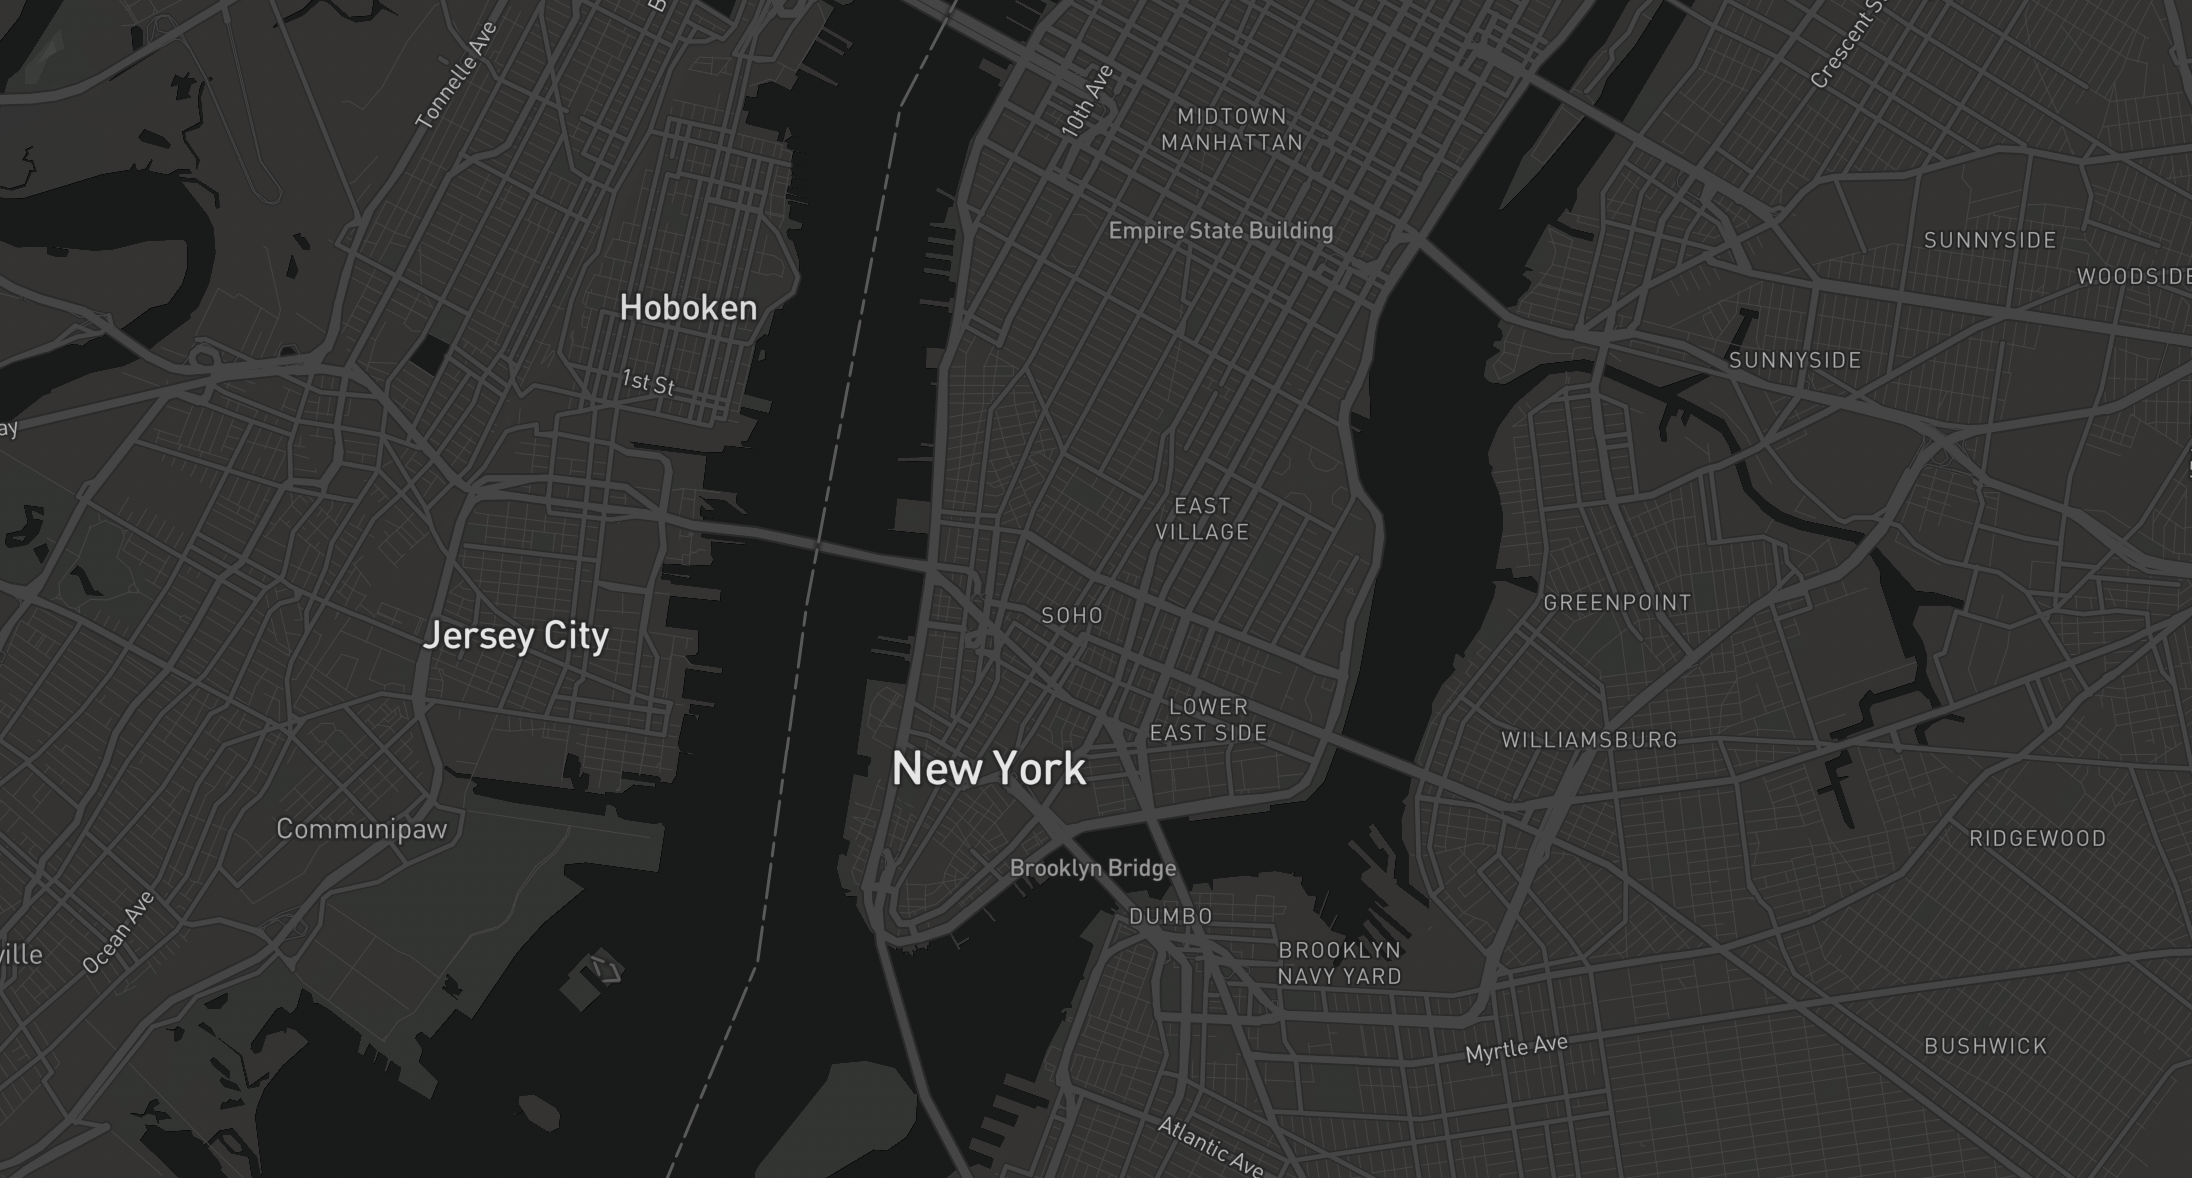 B
Tonnelle Ave
10th Ave
Crescent S
MIDTOWN
MANHATTAN
Empire State Building
SUNNYSIDE
WOODSIDE
Hoboken
SUNNYSIDE
1st St
ay
EAST
VILLAGE
GREENPOINT
SOHO
Jersey City
LOWER
EAST SIDE
WILLIAMSBURG
New York
Communipaw
RIDGEWOOD
Brooklyn Bridge
DUMBO
Ocean Ave
ville
BROOKLYN
NAVY YARD
Myrtle Ave
BUSHWICK
Atlantic Ave